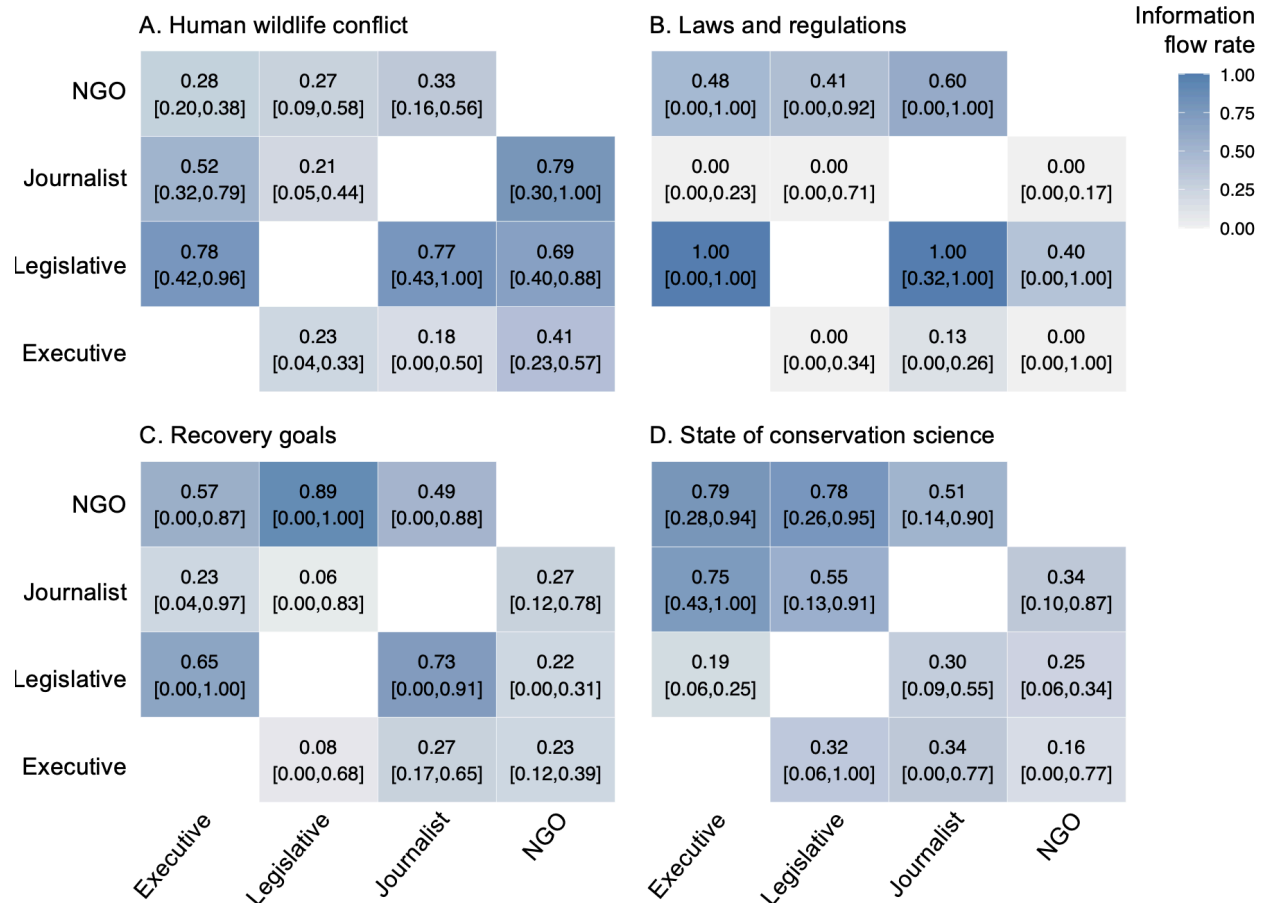 A. Human wildlife conflict
B. Laws and regulations
Information
flow rate
1.00
0.75
0.50
0.25
0.00
NGO
0.28 0.27 0.33
[0.20,0.38] [0.09,0.58] [0.16,0.56]
0.48 0.41 0.60
[0.00,1.00] [0.00,0.92] [0.00,1.00]
Journalist
0.52 0.21 0.79
[0.32,0.79] [0.05,0.44] [0.30,1.00]
0.00 0.00 0.00
[0.00,0.23] [0.00,0.71] [0.00,0.17]
Legislative
0.78 0.77 0.69
[0.42,0.96] [0.43,1.00] [0.40,0.88]
1.00 1.00 0.40
[0.00,1.00] [0.32,1.00] [0.00,1.00]
Executive
0.23 0.18 0.41
[0.04,0.33] [0.00,0.50] [0.23,0.57]
0.00 0.13 0.00
[0.00,0.34] [0.00,0.26] [0.00,1.00]
C. Recovery goals
D. State of conservation science
NGO
0.57 0.89 0.49
[0.00,0.87] [0.00,1.00] [0.00,0.88]
0.79 0.78 0.51
[0.28,0.94] [0.26,0.95] [0.14,0.90]
Journalist
0.23 0.06 0.27
[0.04,0.97] [0.00,0.83] [0.12,0.78]
0.75 0.55 0.34
[0.43,1.00] [0.13,0.91] [0.10,0.87]
Legislative
0.65 0.73 0.22
[0.00,1.00] [0.00,0.91] [0.00,0.31]
0.19 0.30 0.25
[0.06,0.25] [0.09,0.55] [0.06,0.34]
Executive
0.08 0.27 0.23
[0.00,0.68] [0.17,0.65] [0.12,0.39]
0.32 0.34 0.16
[0.06,1.00] [0.00,0.77] [0.00,0.77]
Executive
Legislative
Journalist
NGO
Executive
Legislative
Journalist
NGO